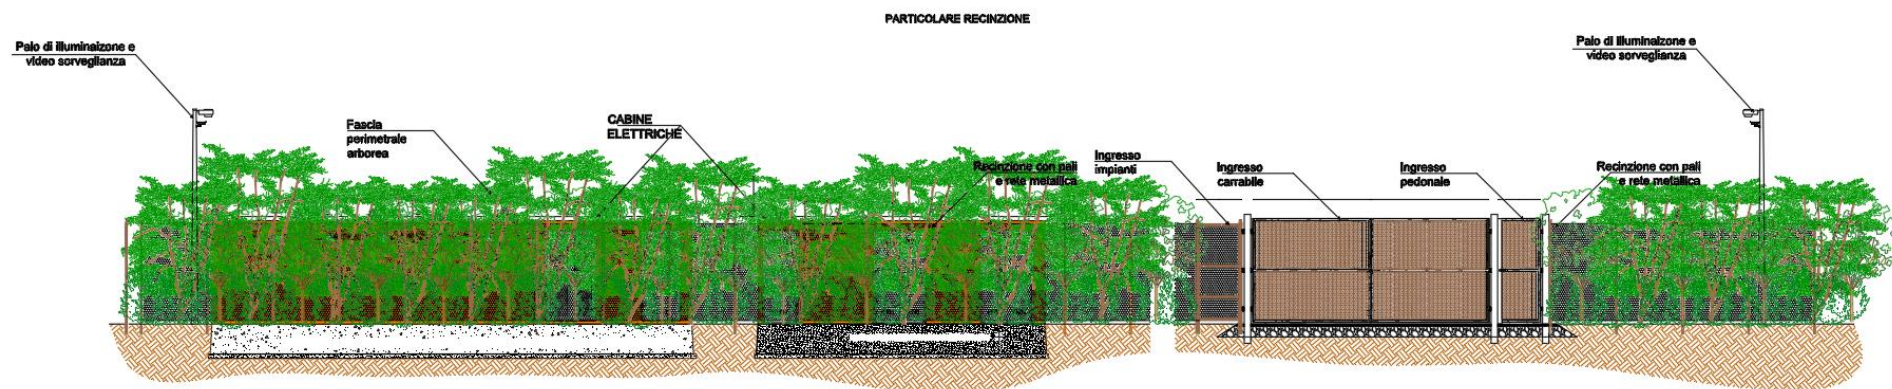 PARTICOLARE RECINZIONE
Palo di illuminaizone e
video sorveglianza
Palo di illuminaizone e
video sorveglianza
Fascia
perimetrale
arborea
CABINE
ELETTRICHÉ
Recinzione con pali
e rete metallica
Ingresso
impianti
Ingresso
carrabile
Ingresso
pedonale
Recinzione con pali
e rete metallica